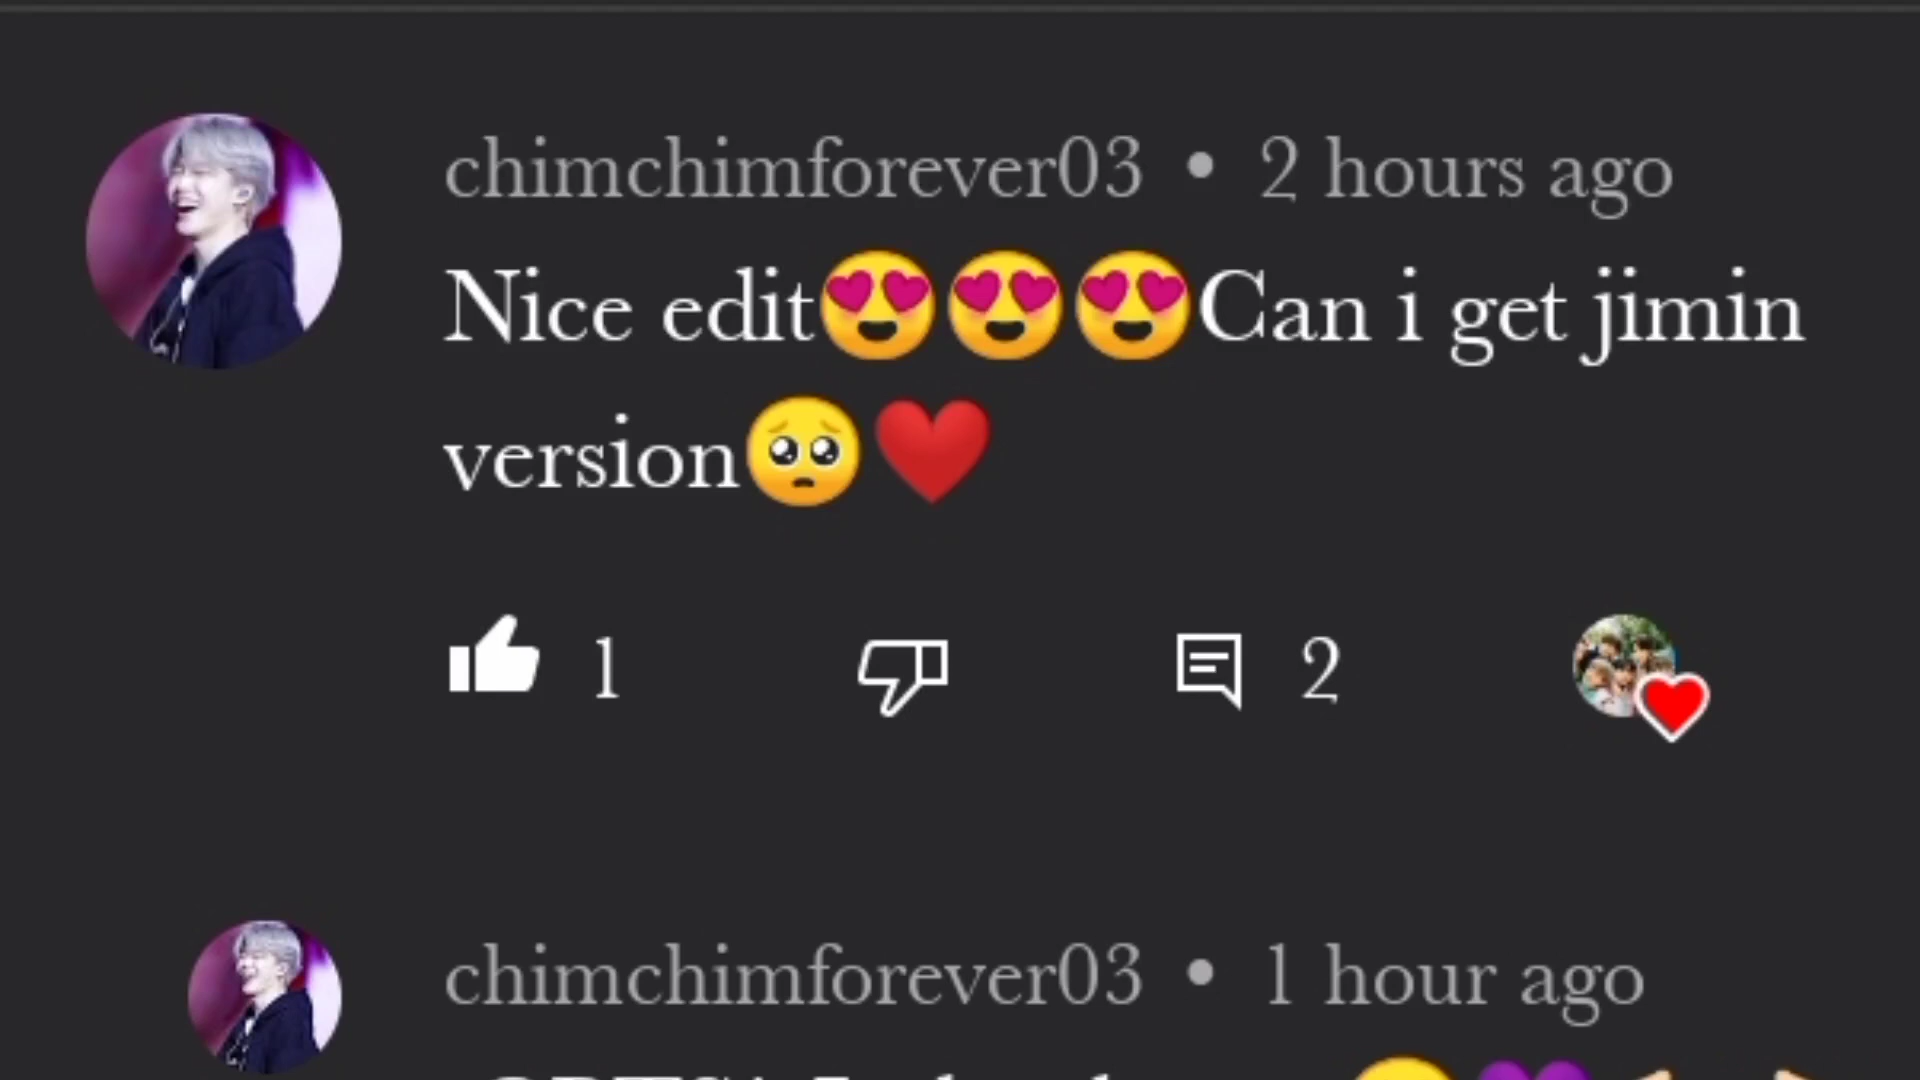 chimchimforever03 • 2 hours ago
Nice edit😍😍😍Can i get jimin
version🥺❤️
1 2
chimchimforever03 • 1 hour ago